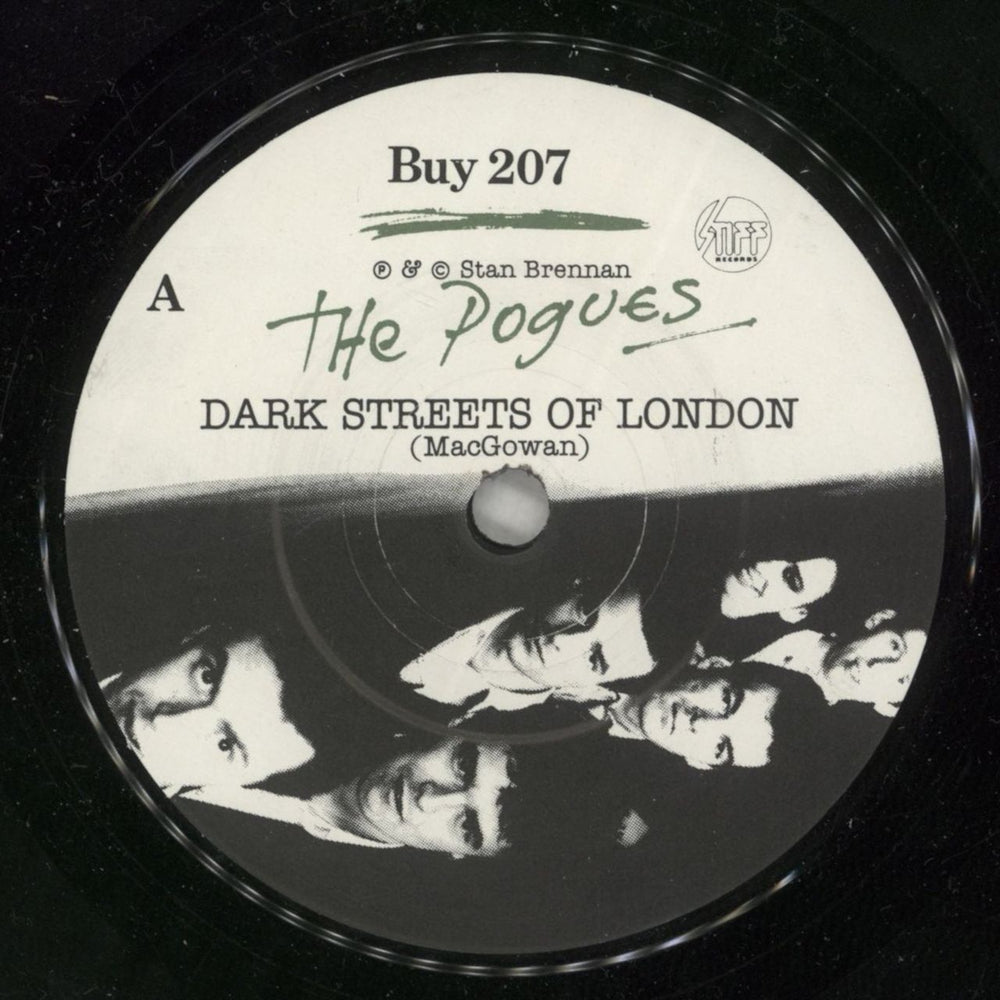 Buy 207
STIFF
RECORDS
℗ & © Stan Brennan
A
THe Pogues
DARK STREETS OF LONDON
(MacGowan)